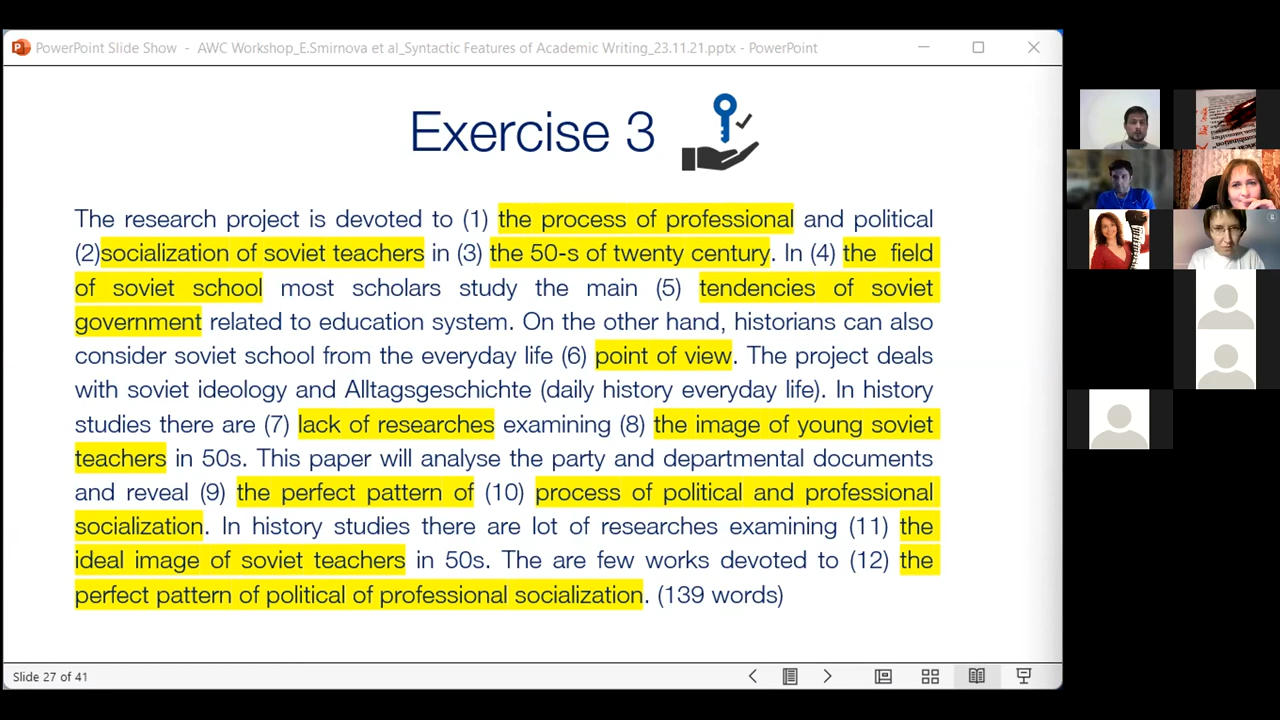 PowerPoint Slide Show - AWC Workshop_E.Smirnova et al_Syntactic Features of Academic Writing_23.11.21.pptx - PowerPoint
Exercise 3
The research project is devoted to (1) the process of professional and political
(2)socialization of soviet teachers in (3) the 50-s of twenty century. In (4) the field
of soviet school most scholars study the main (5) tendencies of soviet
government related to education system. On the other hand, historians can also
consider soviet school from the everyday life (6) point of view. The project deals
with soviet ideology and Alltagsgeschichte (daily history everyday life). In history
studies there are (7) lack of researches examining (8) the image of young soviet
teachers in 50s. This paper will analyse the party and departmental documents
and reveal (9) the perfect pattern of (10) process of political and professional
socialization. In history studies there are lot of researches examining (11) the
ideal image of soviet teachers in 50s. The are few works devoted to (12) the
perfect pattern of political of professional socialization. (139 words)
Slide 27 of 41